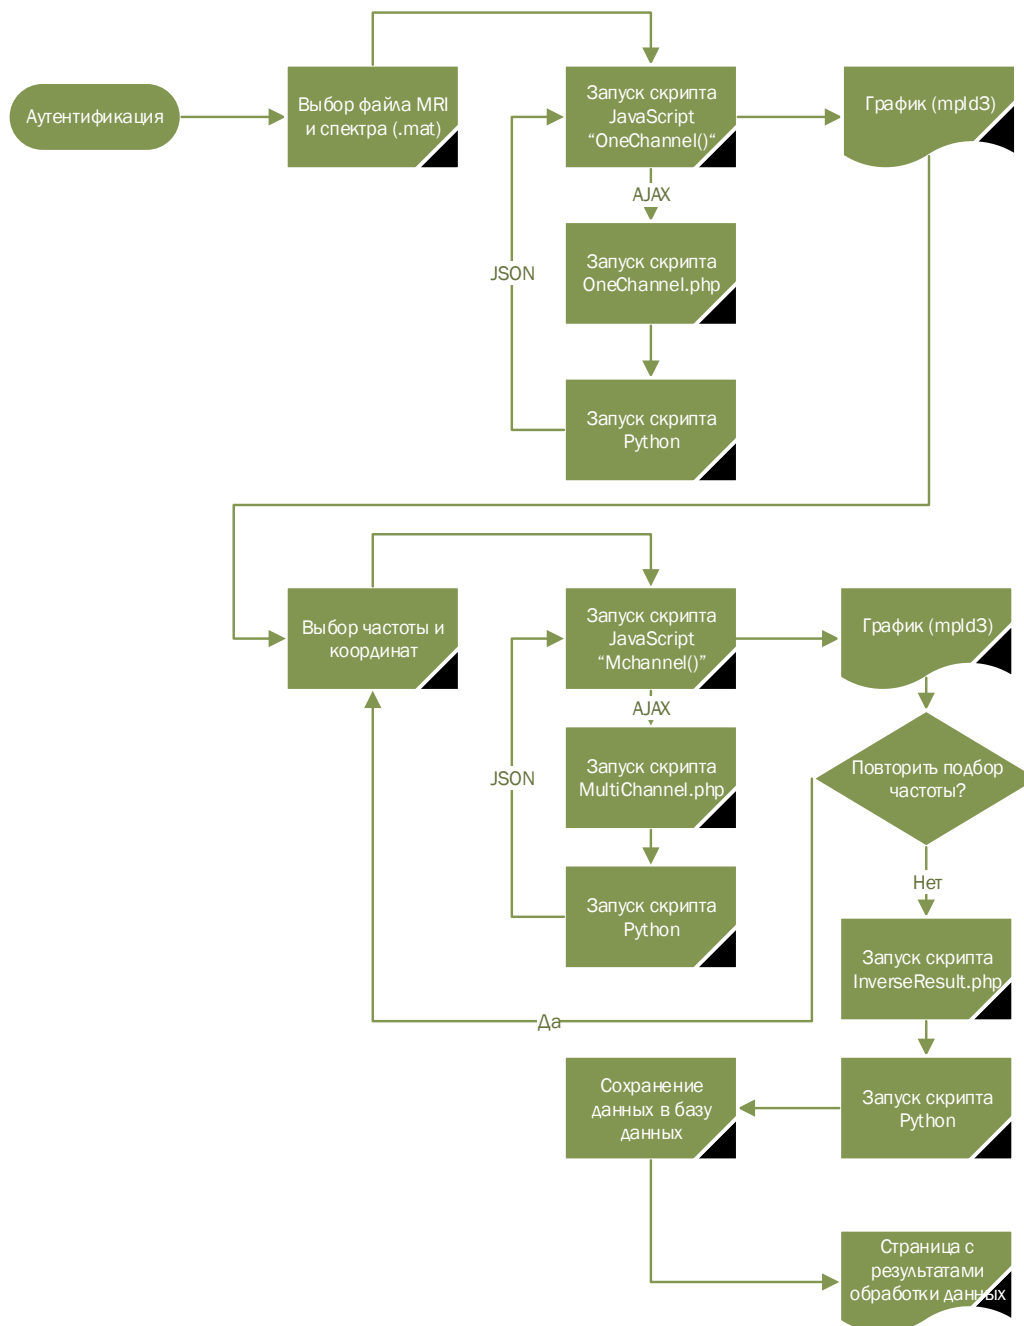 Аутентификация
Выбор файла MRI
и спектра (.mat)
Запуск скрипта
JavaScript
“OneChannel()“
График (mpld3)
AJAX
Запуск скрипта
OneChannel.php
JSON
Запуск скрипта
Python
Выбор частоты и
координат
Запуск скрипта
JavaScript
“Mchannel()”
График (mpld3)
AJAX
Запуск скрипта
MultiChannel.php
JSON
Повторить подбор
частоты?
Запуск скрипта
Python
Нет
Запуск скрипта
InverseResult.php
Да
Запуск скрипта
Python
Сохранение
данных в базу
данных
Страница с
результатами
обработки данных